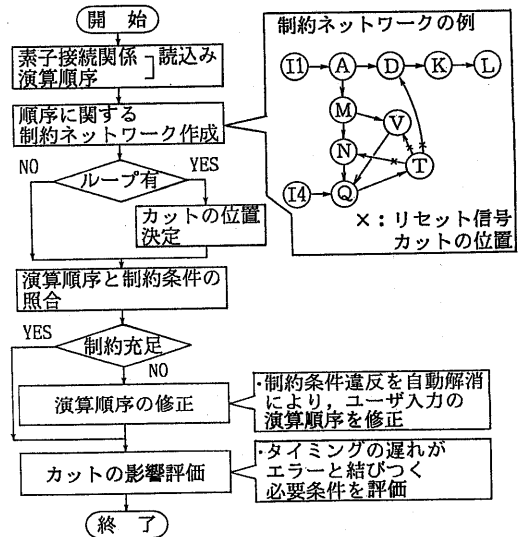 開 始
素子接続関係
演算順序
読込み
順序に関する
制約ネットワーク作成
NO
YES
ループ有
カットの位置
決定
演算順序と制約条件の
照合
YES
制約充足
NO
演算順序の修正
カットの影響評価
終 了
制約ネットワークの例
I1
A
D
K
L
M
V
N
T
I4
Q
×:リセット信号
カットの位置
・制約条件違反を自動解消
により,ユーザ入力の
演算順序を修正
・タイミングの遅れが
エラーと結びつく
必要条件を評価